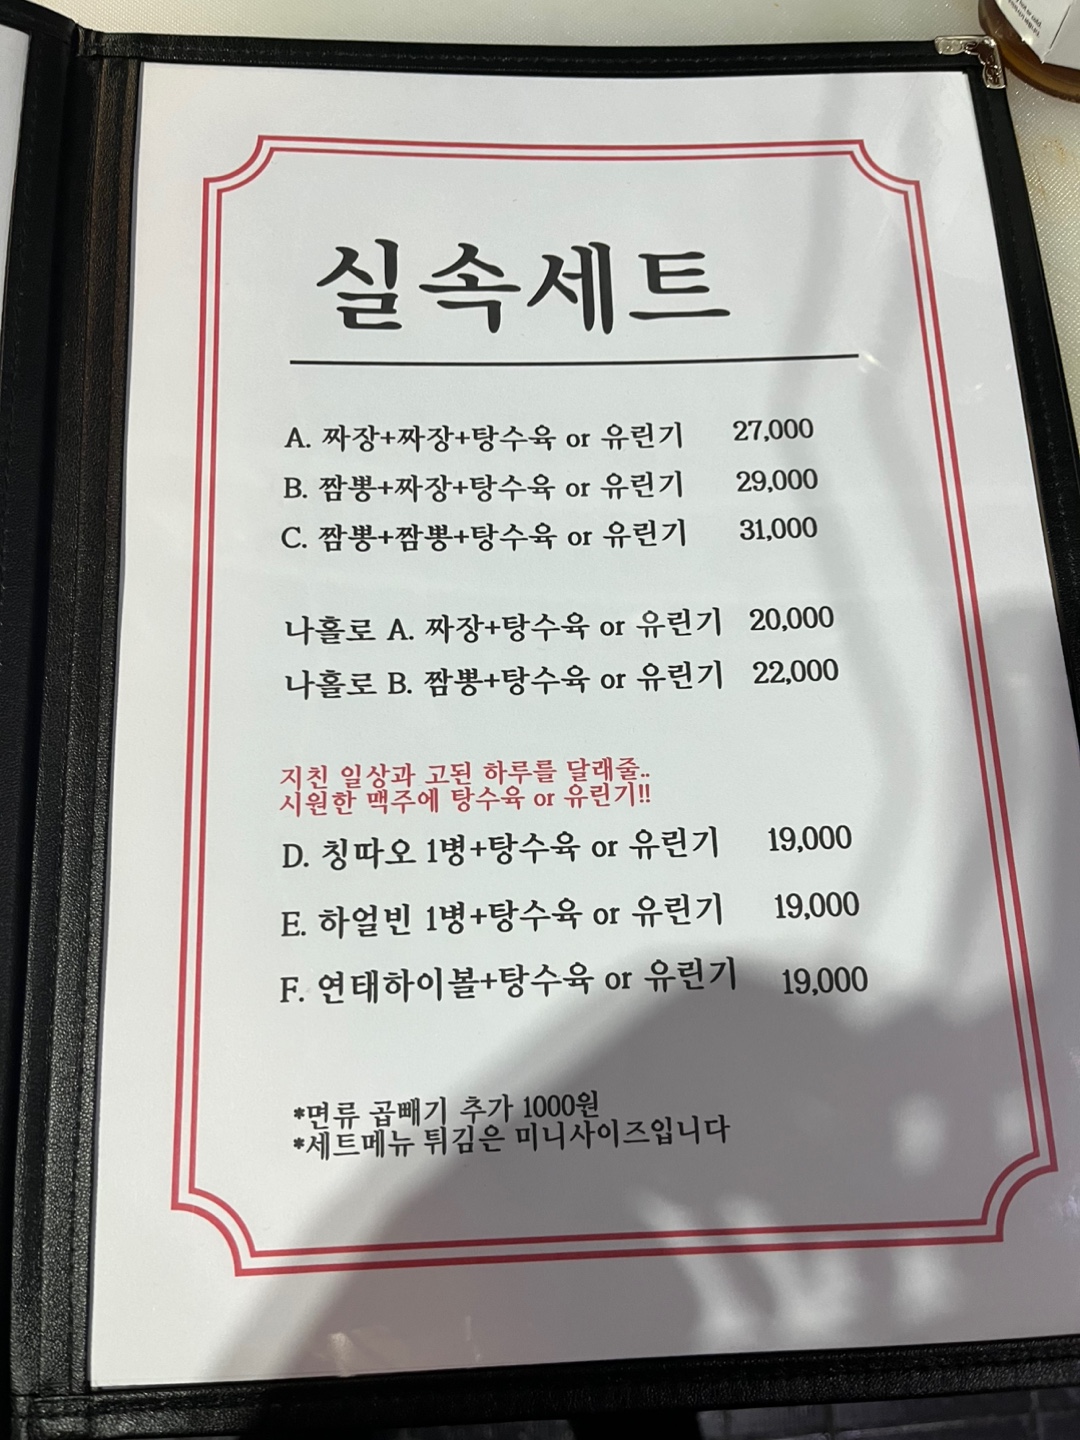 실속세트
A. 짜장+짜장+탕수육 or 유린기 27,000
B. 짬뽕+짜장+탕수육 or 유린기 29,000
C. 짬뽕+짬뽕+탕수육 or 유린기 31,000
나홀로 A. 짜장+탕수육 or 유린기 20,000
나홀로 B. 짬뽕+탕수육 or 유린기 22,000
지친 일상과 고된 하루를 달래줄..
시원한 맥주에 탕수육 or 유린기!!
D. 칭따오 1병+탕수육 or 유린기 19,000
E. 하얼빈 1병+탕수육 or 유린기 19,000
F. 연태하이볼+탕수육 or 유린기 19,000
*면류 곱빼기 추가 1000원
*세트메뉴 튀김은 미니사이즈입니다